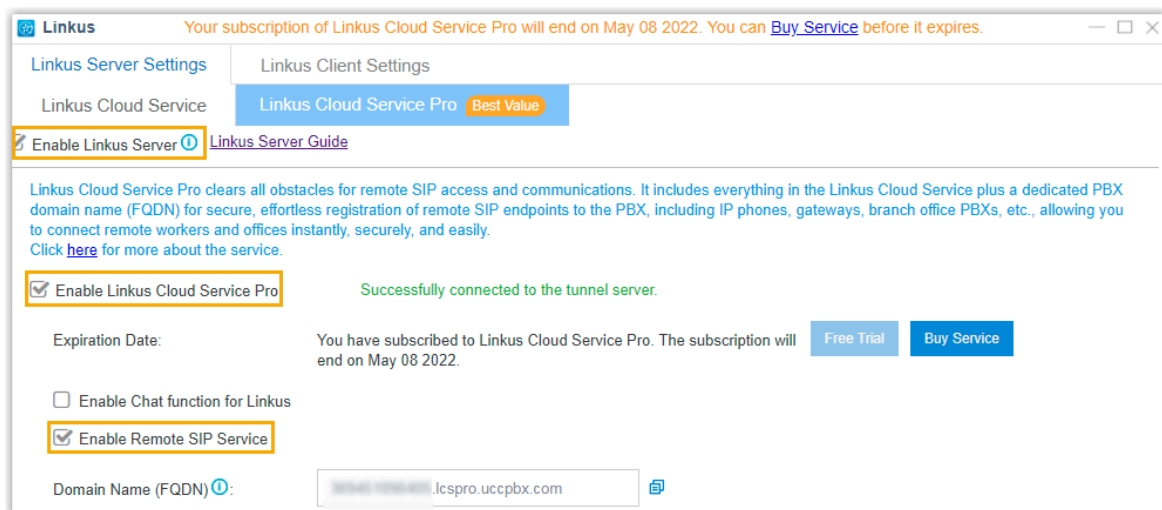 Linkus
Your subscription of Linkus Cloud Service Pro will end on May 08 2022. You can Buy Service before it expires.
Linkus Server Settings
Linkus Client Settings
Linkus Cloud Service
Linkus Cloud Service Pro Best Value
Enable Linkus Server
Linkus Server Guide
Linkus Cloud Service Pro clears all obstacles for remote SIP access and communications. It includes everything in the Linkus Cloud Service plus a dedicated PBX
domain name (FQDN) for secure, effortless registration of remote SIP endpoints to the PBX, including IP phones, gateways, branch office PBXs, etc., allowing you
to connect remote workers and offices instantly, securely, and easily.
Click here for more about the service.
Enable Linkus Cloud Service Pro
Successfully connected to the tunnel server.
Expiration Date:
You have subscribed to Linkus Cloud Service Pro. The subscription will
end on May 08 2022.
Free Trial
Buy Service
Enable Chat function for Linkus
Enable Remote SIP Service
Domain Name (FQDN) :
.lcspro.uccpbx.com